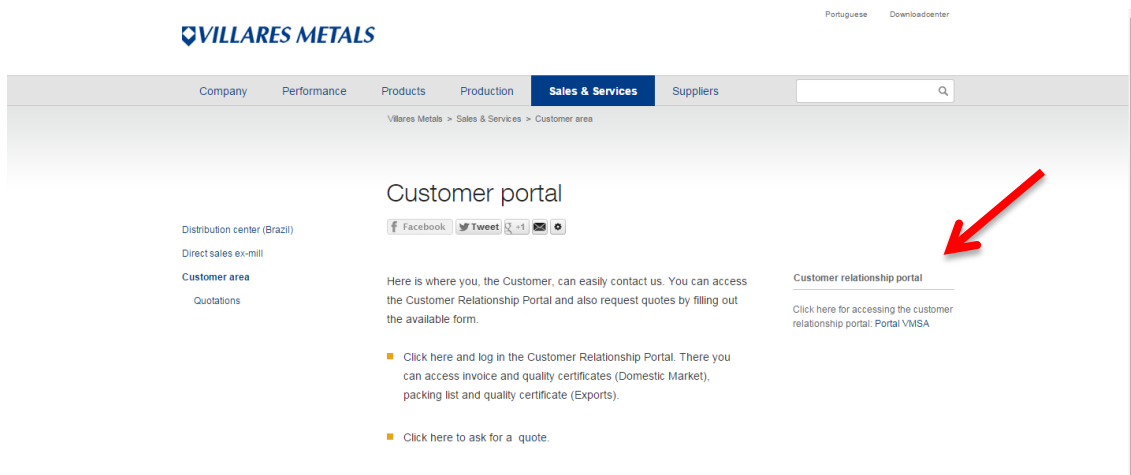 Portuguese Downloadcenter
VILLARES METALS
Company Performance Products Production Sales & Services Suppliers
Villares Metals > Sales & Services > Customer area
Customer portal
Facebook Tweet +1
Distribution center (Brazil)
Direct sales ex-mill
Customer area
Quotations
Here is where you, the Customer, can easily contact us. You can access
the Customer Relationship Portal and also request quotes by filling out
the available form.
Click here and log in the Customer Relationship Portal. There you
can access invoice and quality certificates (Domestic Market),
packing list and quality certificate (Exports).
Click here to ask for a quote.
Customer relationship portal
Click here for accessing the customer
relationship portal: Portal VMSA